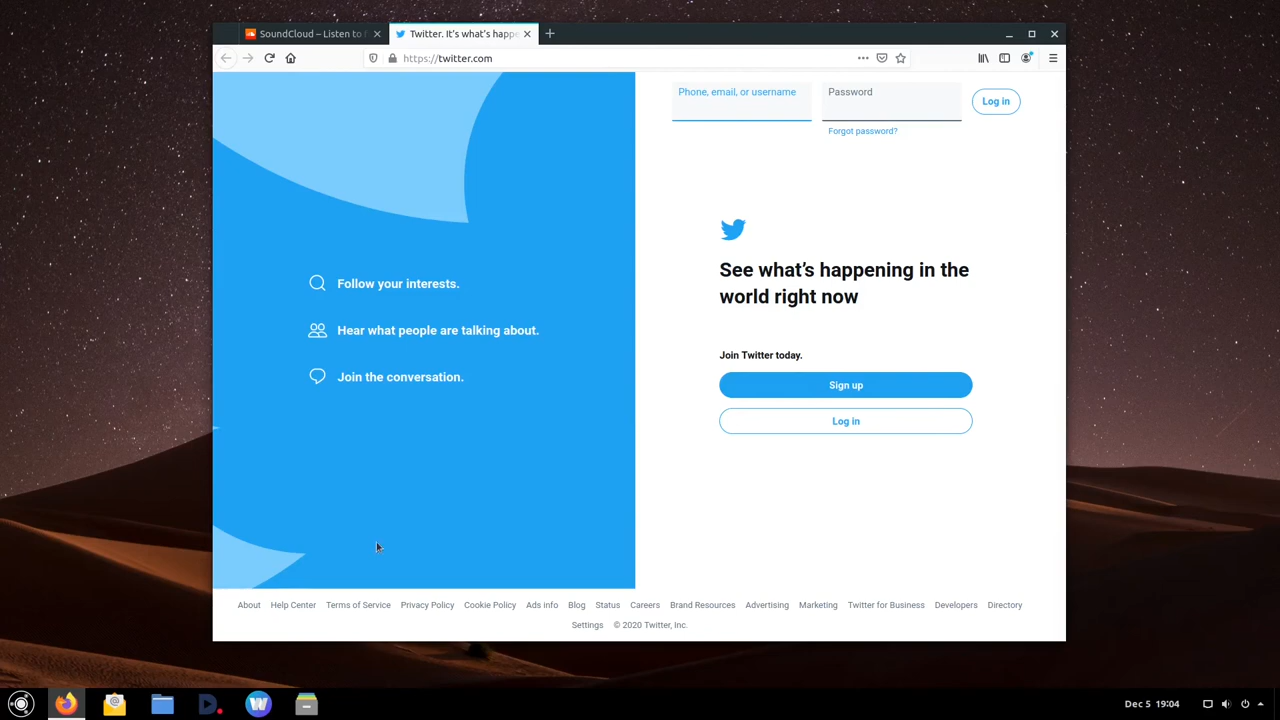 SoundCloud – Listen to
Twitter. It's what's happe
https://twitter.com
Phone, email, or username
Password
Log in
Forgot password?
See what's happening in the
world right now
Follow your interests.
Hear what people are talking about.
Join the conversation.
Join Twitter today.
Sign up
Log in
About Help Center Terms of Service Privacy Policy Cookie Policy Ads info Blog Status Careers Brand Resources Advertising Marketing Twitter for Business Developers Directory
Settings © 2020 Twitter, Inc.
Dec 5 19:04